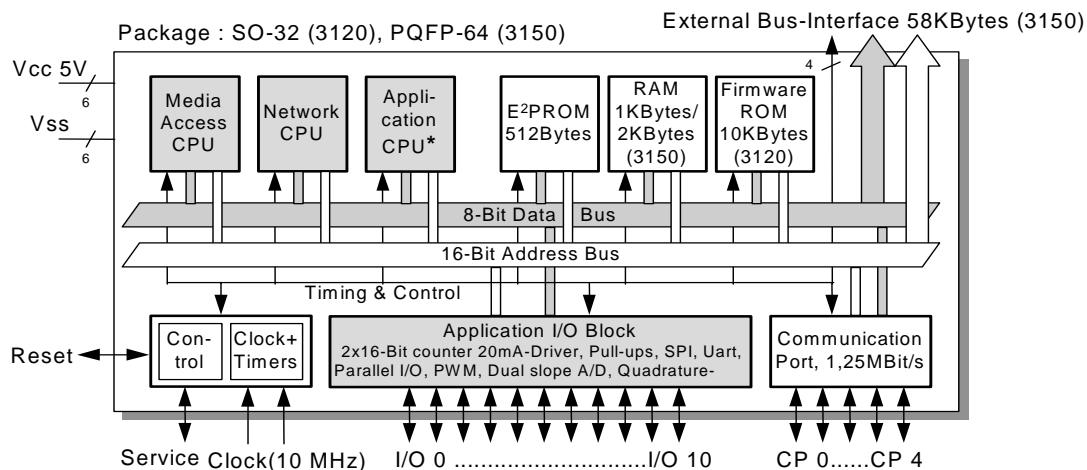 External Bus-Interface 58KBytes (3150)
Package : SO-32 (3120), PQFP-64 (3150)
Vcc 5V
6
Vss
6
4
Media
Access
CPU
Network
CPU
Appli-
cation
CPU*
E²PROM
512Bytes
RAM
1KBytes/
2KBytes
(3150)
Firmware
ROM
10KBytes
(3120)
8-Bit Data Bus
16-Bit Address Bus
Timing & Control
Reset
Con-
trol
Clock+
Timers
Application I/O Block
2x16-Bit counter 20mA-Driver, Pull-ups, SPI, Uart,
Parallel I/O, PWM, Dual slope A/D, Quadrature-
Communication
Port, 1,25MBit/s
Service Clock(10 MHz) I/O 0 .............................I/O 10 CP 0......CP 4